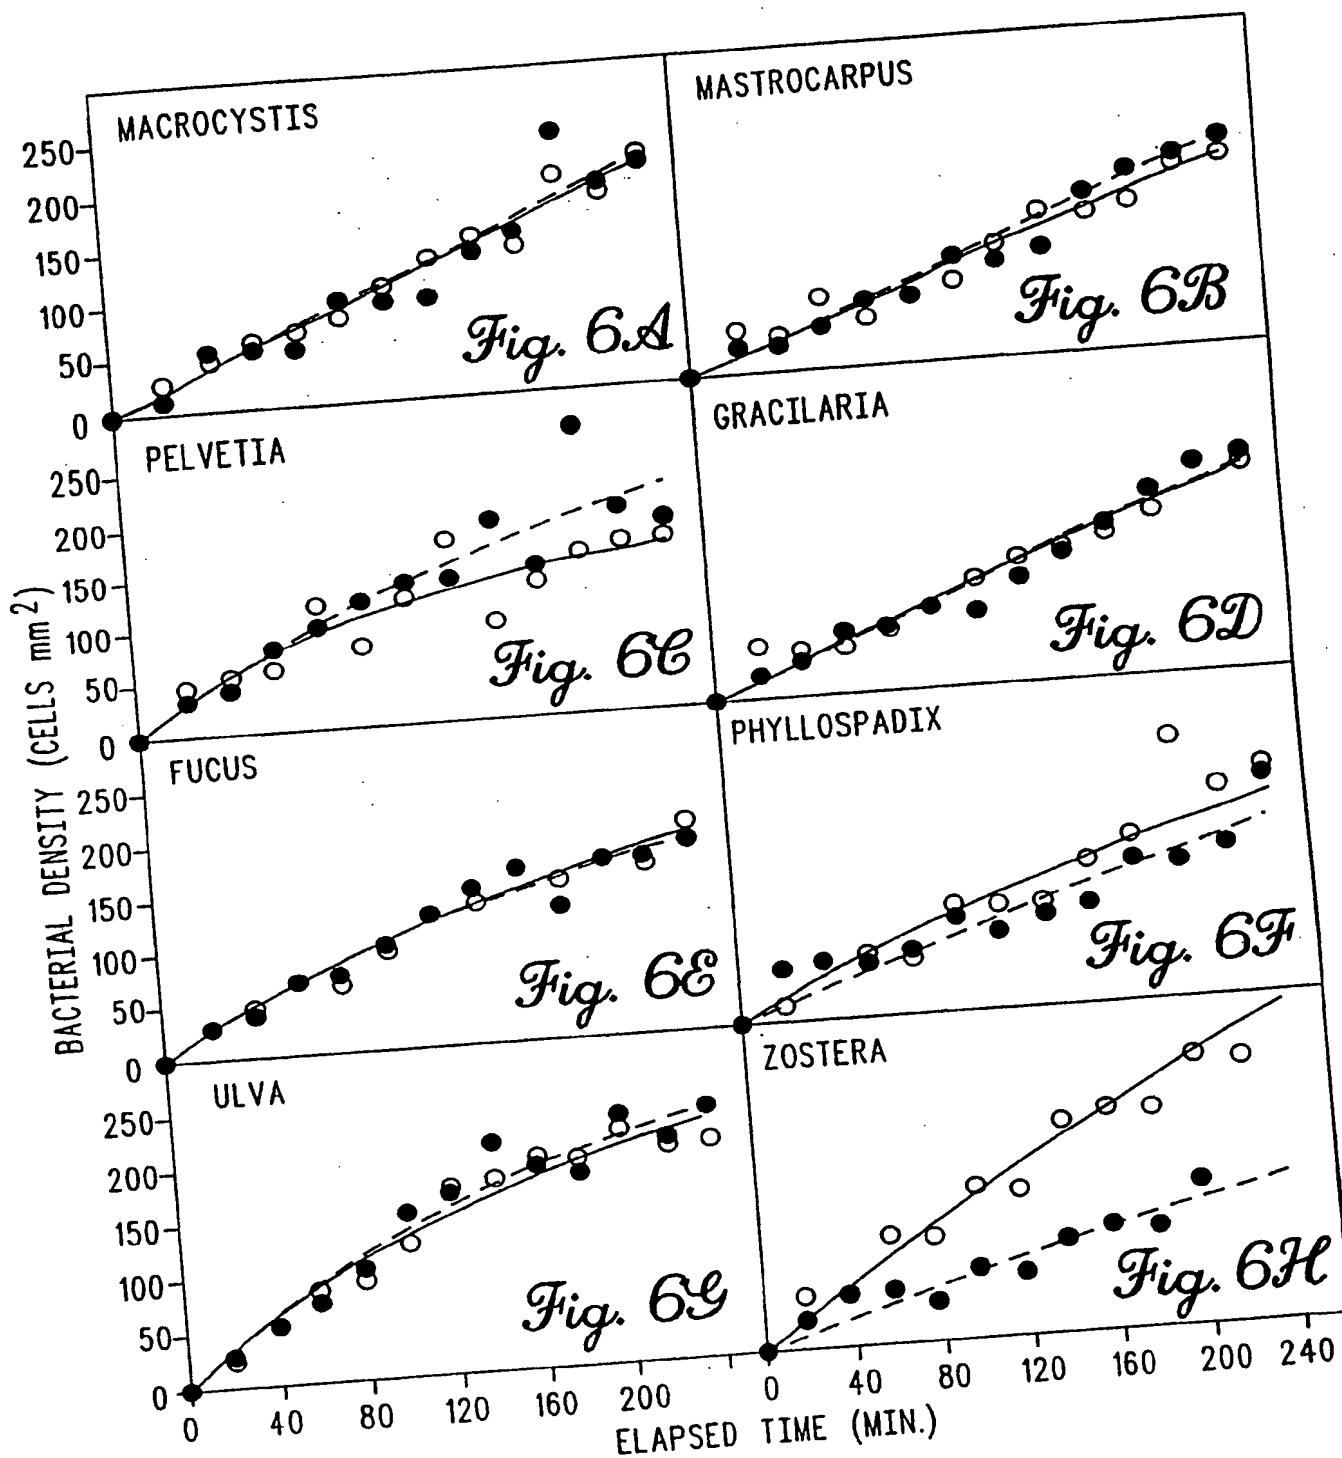 MACROCYSTIS
250
200
150
100
50
0
Fig. 6A
MASTROCARPUS
Fig. 6B
PELVETIA
250
200
150
100
50
0
Fig. 6C
GRACILARIA
Fig. 6D
BACTERIAL DENSITY (CELLS mm²)
FUCUS
250
200
150
100
50
0
Fig. 6E
PHYLLOSPADIX
Fig. 6F
ULVA
250
200
150
100
50
0
Fig. 6G
0 40 80 120 160 200
ZOSTERA
Fig. 6H
0 40 80 120 160 200 240
ELAPSED TIME (MIN.)